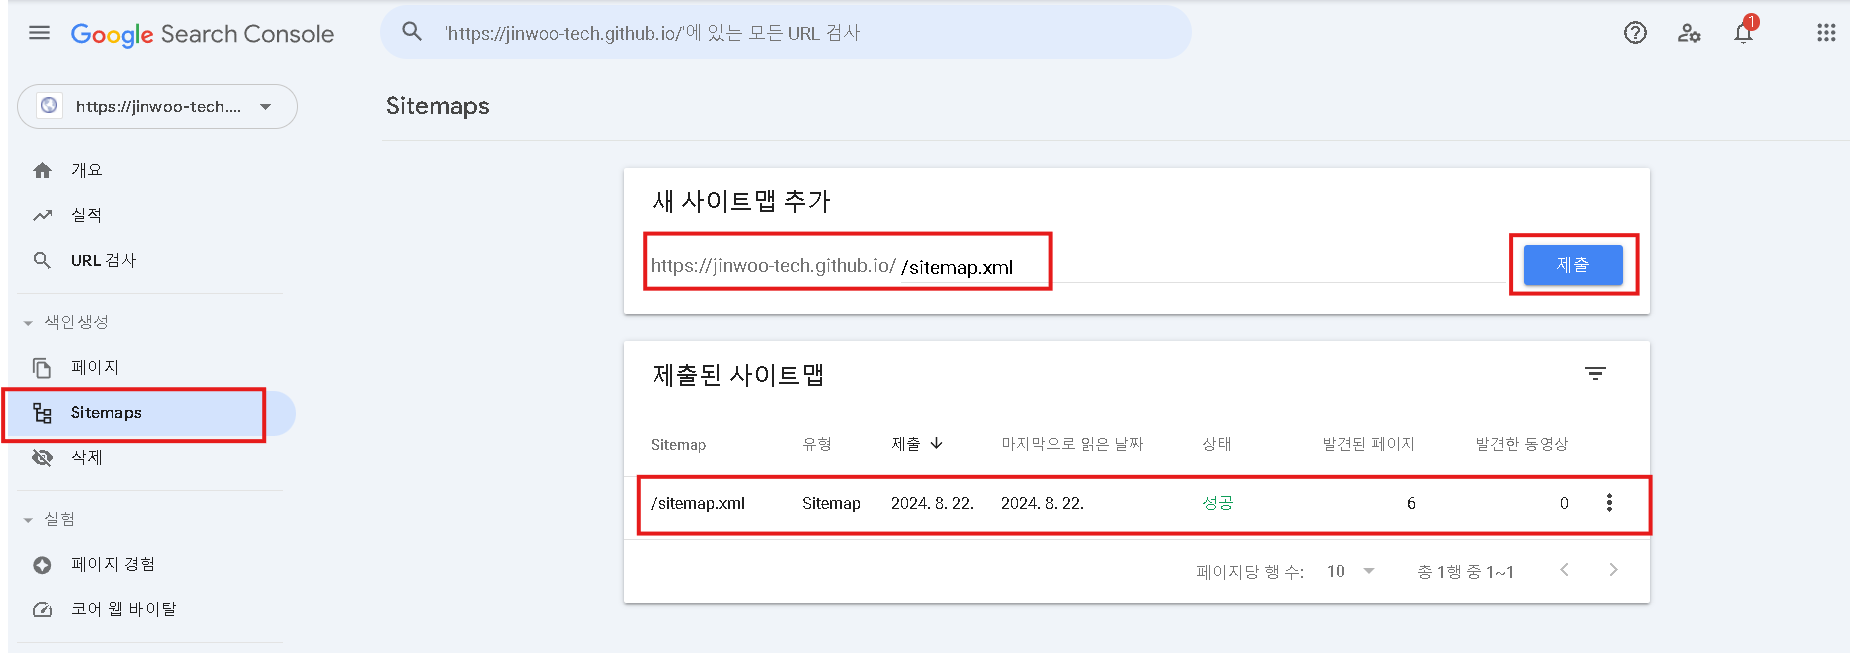 Google Search Console
'https://jinwoo-tech.github.io/'에 있는 모든 URL 검사
1
https://jinwoo-tech....
개요
실적
URL 검사
색인생성
페이지
Sitemaps
삭제
실험
페이지 경험
코어 웹 바이탈
Sitemaps
새 사이트맵 추가
https://jinwoo-tech.github.io/ /sitemap.xml
제출
제출된 사이트맵
Sitemap 유형 제출 마지막으로 읽은 날짜 상태 발견된 페이지 발견한 동영상
/sitemap.xml Sitemap 2024. 8. 22. 2024. 8. 22. 성공 6 0
페이지당 행 수: 10 총 1행 중 1~1